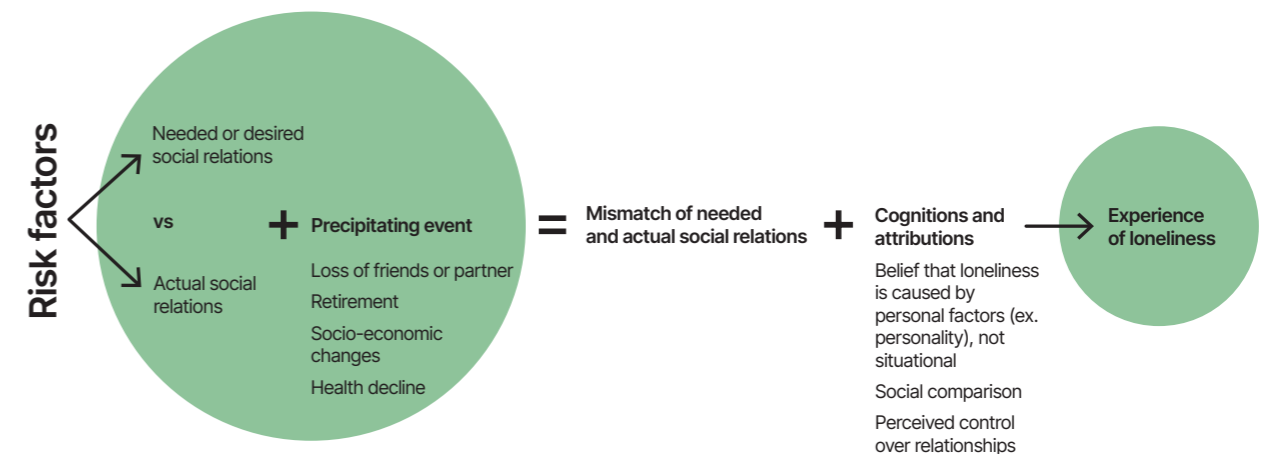 Risk factors
Needed or desired
social relations
vs
Actual social
relations
+
Precipitating event
Loss of friends or partner
Retirement
Socio-economic
changes
Health decline
=
Mismatch of needed
and actual social relations
+
Cognitions and
attributions
Belief that loneliness
is caused by
personal factors (ex.
personality), not
situational
Social comparison
Perceived control
over relationships
Experience
of loneliness